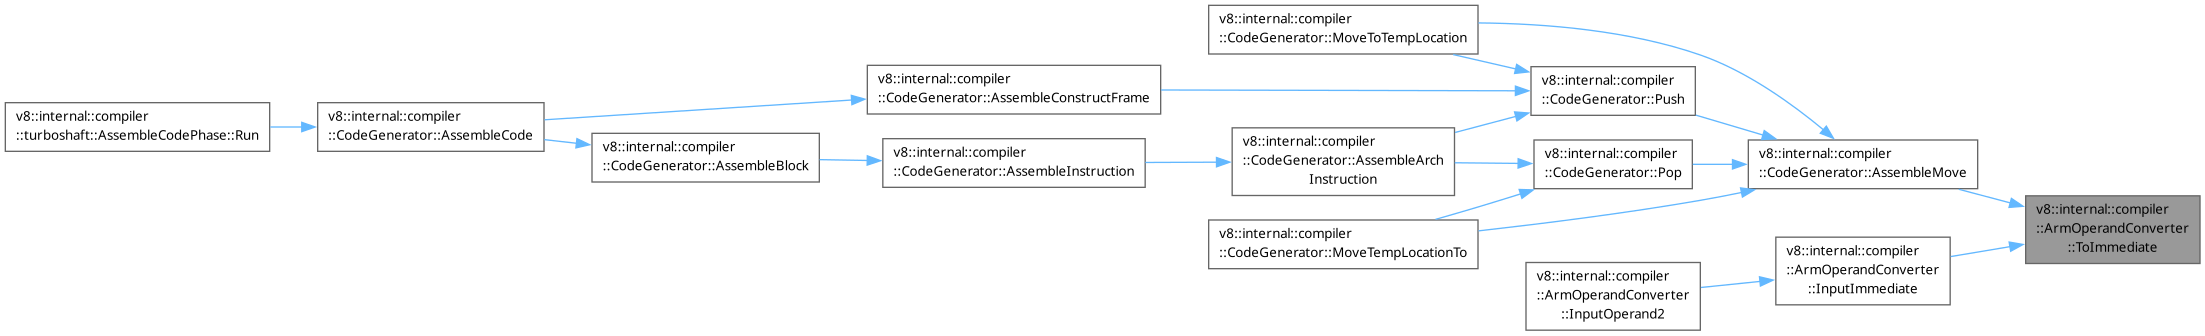 v8::internal::compiler
::turboshaft::AssembleCodePhase::Run
v8::internal::compiler
::CodeGenerator::AssembleCode
v8::internal::compiler
::CodeGenerator::AssembleBlock
v8::internal::compiler
::CodeGenerator::AssembleConstructFrame
v8::internal::compiler
::CodeGenerator::AssembleInstruction
v8::internal::compiler
::CodeGenerator::MoveToTempLocation
v8::internal::compiler
::CodeGenerator::AssembleArch
Instruction
v8::internal::compiler
::CodeGenerator::MoveTempLocationTo
v8::internal::compiler
::CodeGenerator::Push
v8::internal::compiler
::CodeGenerator::Pop
v8::internal::compiler
::ArmOperandConverter
::InputOperand2
v8::internal::compiler
::CodeGenerator::AssembleMove
v8::internal::compiler
::ArmOperandConverter
::InputImmediate
v8::internal::compiler
::ArmOperandConverter
::ToImmediate